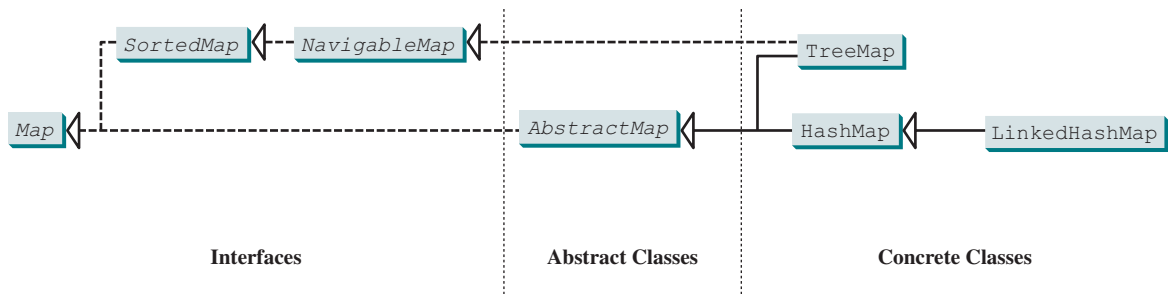 SortedMap
NavigableMap
TreeMap
Map
AbstractMap
HashMap
LinkedHashMap
Interfaces
Abstract Classes
Concrete Classes